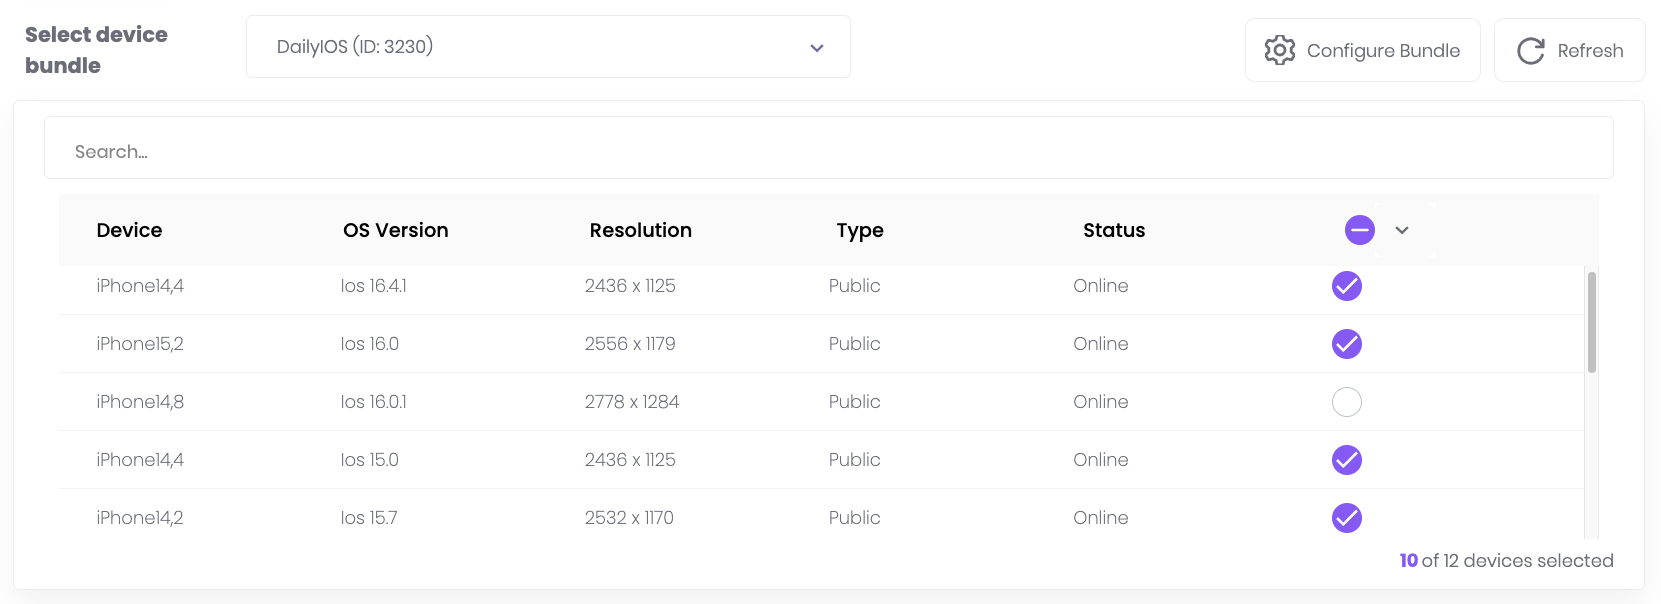 Select device
bundle
DailyIOS (ID: 3230)
Configure Bundle
Refresh
Search...
Device OS Version Resolution Type Status
iPhone14,4 Ios 16.4.1 2436 x 1125 Public Online
iPhone15,2 Ios 16.0 2556 x 1179 Public Online
iPhone14,8 Ios 16.0.1 2778 x 1284 Public Online
iPhone14,4 Ios 15.0 2436 x 1125 Public Online
iPhone14,2 Ios 15.7 2532 x 1170 Public Online
10 of 12 devices selected